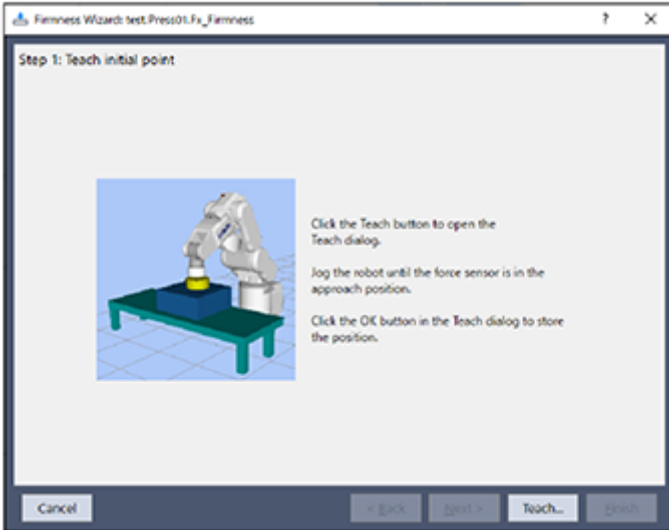 Firmness Wizard: test.Press01.Fx_Firmness
?
Step 1: Teach initial point
Click the Teach button to open the
Teach dialog.
Jog the robot until the force sensor is in the
approach position.
Click the OK button in the Teach dialog to store
the position.
Cancel
< Back
Next >
Teach...
Finish